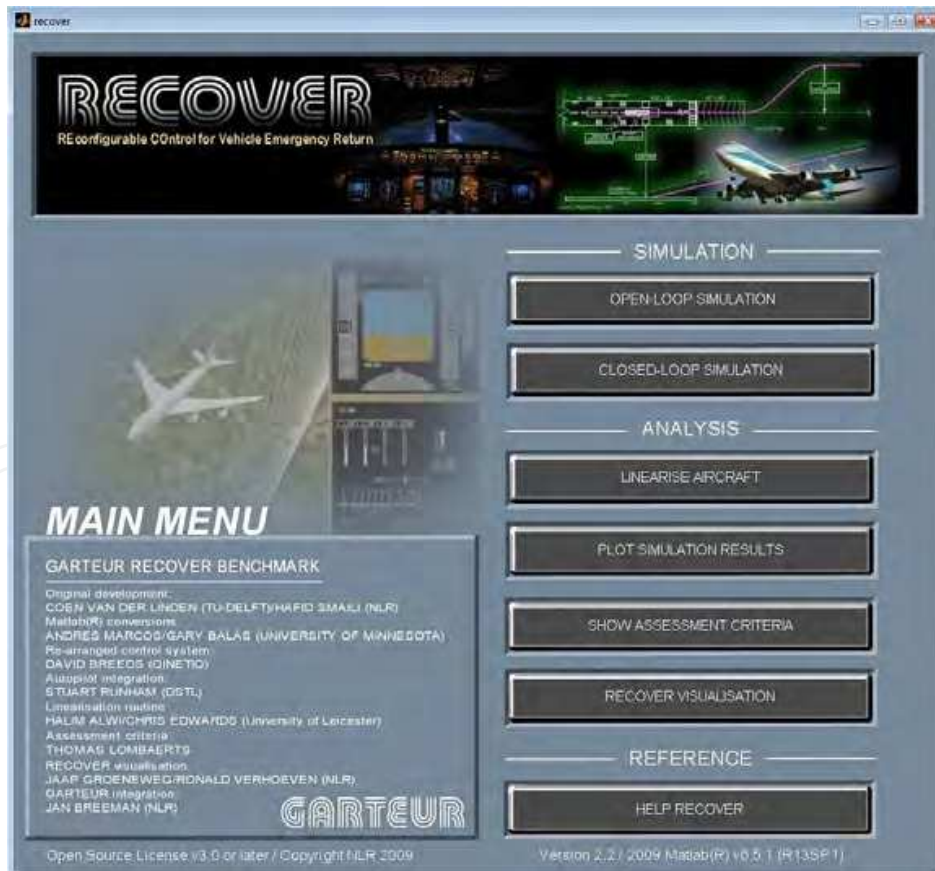 recover
RECOVER
REconfigurable COntrol for Vehicle Emergency Return
SIMULATION
OPEN-LOOP SIMULATION
CLOSED-LOOP SIMULATION
ANALYSIS
LINEARISE AIRCRAFT
PLOT SIMULATION RESULTS
SHOW ASSESSMENT CRITERIA
RECOVER VISUALISATION
REFERENCE
HELP RECOVER
MAIN MENU
GARTEUR RECOVER BENCHMARK
Original development:
COEN VAN DER LINDEN (TU-DELFT)/HAFID SMAILI (NLR)
Matlab(R) conversions
ANDRES MARCOS/GARY BALAS (UNIVERSITY OF MINNESOTA)
Re-arranged control system
DAVID BREEDS (QINETIQ)
Autopilot integration
STUART RUNHAM (DSTL)
Linearisation routine
HALIM ALWI/CHRIS EDWARDS (University of Leicester)
Assessment criteria
THOMAS LOMBAERTS
RECOVER visualisation
JAAP GROENEWEG/RONALD VERHOEVEN (NLR)
GARTEUR integration
JAN BREEMAN (NLR)
GARTEUR
Open Source License v3.0 or later / Copyright NLR 2009
Version 2.2 / 2009 Matlab(R) v6.5.1 (R13SP1)